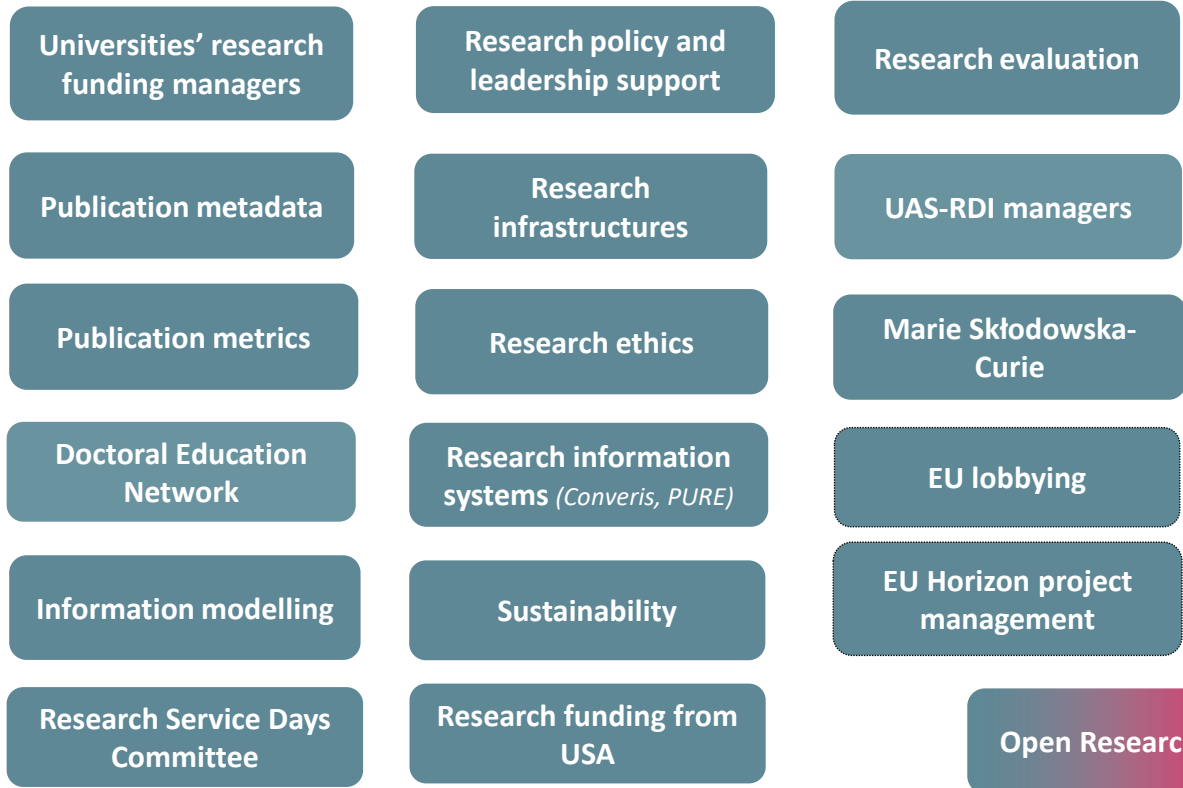 Universities’ research
funding managers
Research policy and
leadership support
Research evaluation
Publication metadata
Research
infrastructures
UAS-RDI managers
Publication metrics
Research ethics
Marie Skłodowska-
Curie
Doctoral Education
Network
Research information
systems (Converis, PURE)
EU lobbying
Information modelling
Sustainability
EU Horizon project
management
Research Service Days
Committee
Research funding from
USA
Open